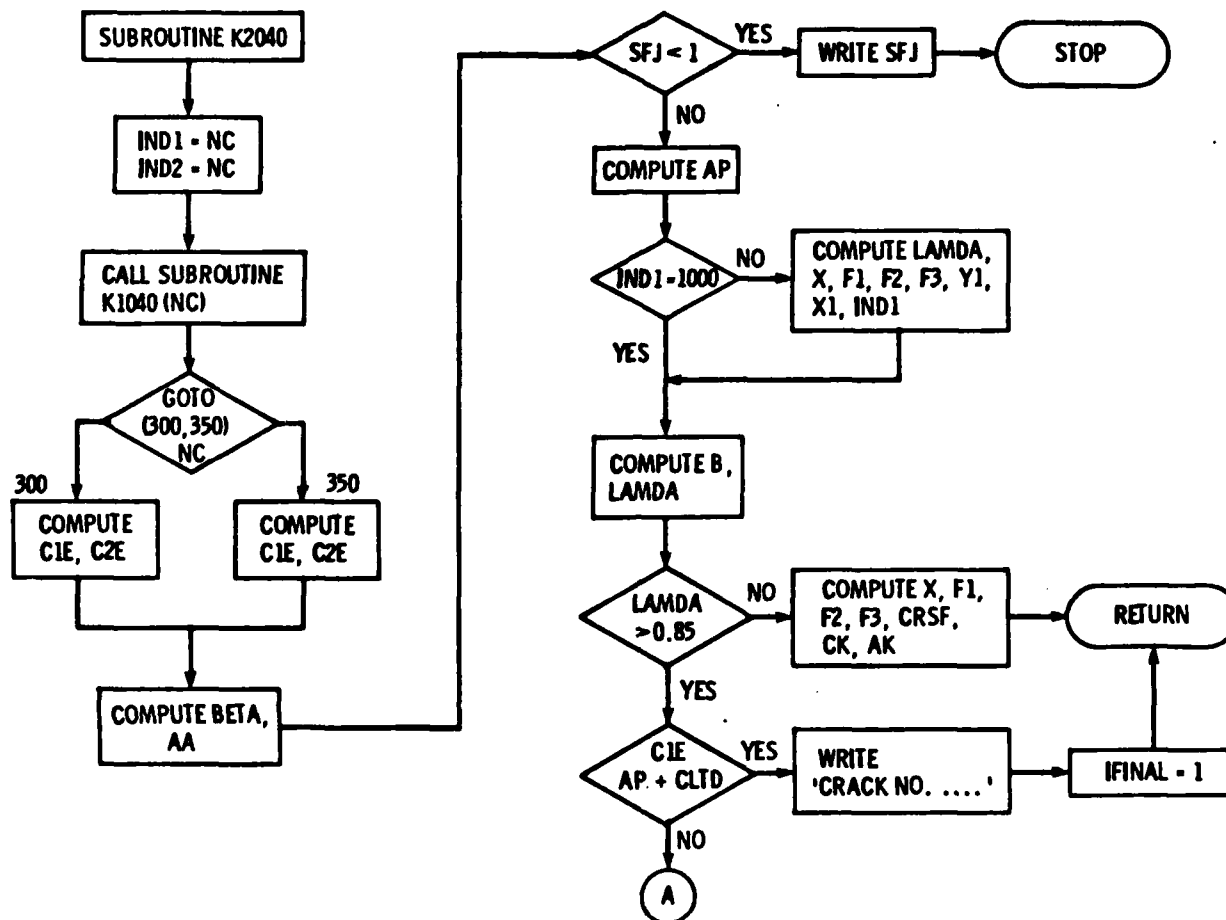 SUBROUTINE K2040
IND1 = NC
IND2 = NC
CALL SUBROUTINE
K1040 (NC)
GOTO
(300,350)
NC
300
COMPUTE
C1E, C2E
350
COMPUTE
C1E, C2E
COMPUTE BETA,
AA
SFJ < 1
YES
WRITE SFJ
STOP
NO
COMPUTE AP
IND1=1000
NO
COMPUTE LAMDA,
X, F1, F2, F3, Y1,
X1, IND1
YES
COMPUTE B,
LAMDA
LAMDA
>0.85
NO
COMPUTE X, F1,
F2, F3, CRSF,
CK, AK
RETURN
YES
C1E
AP + CLTD
YES
WRITE
'CRACK NO. ....'
IFINAL = 1
NO
A